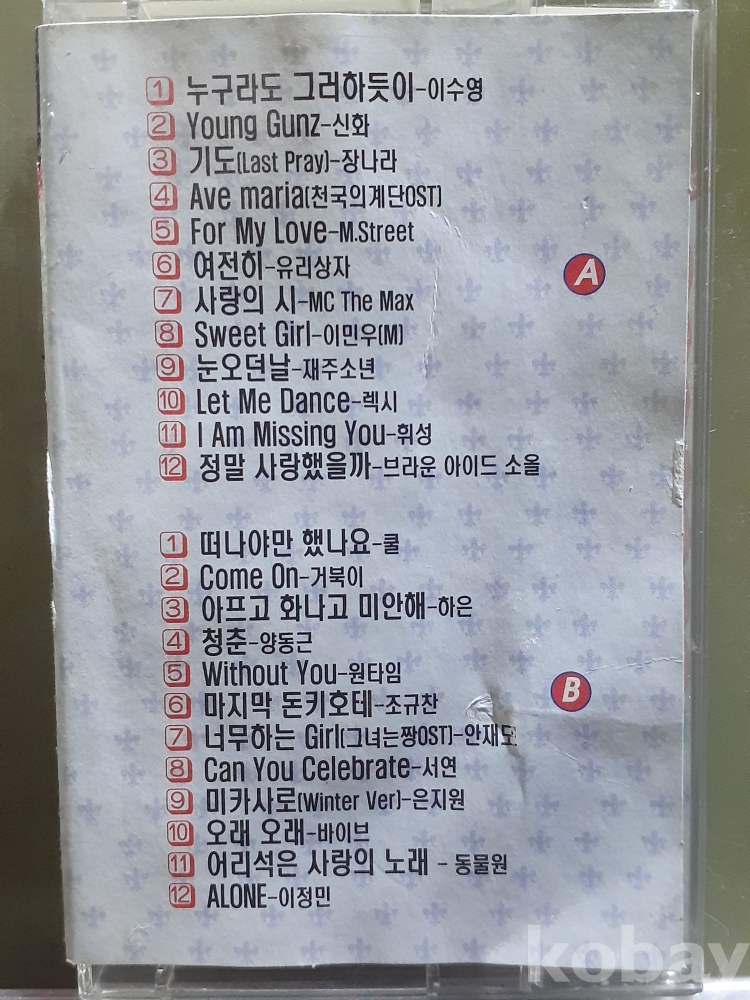 1 누구라도 그러하듯이-이수영
2 Young Gunz-신화
3 기도(Last Pray)-장나라
4 Ave maria(천국의계단OST)
5 For My Love-M.Street
6 여전히-유리상자
7 사랑의 시-MC The Max
8 Sweet Girl-이민우(M)
9 눈오던날-재주소년
10 Let Me Dance-렉시
11 I Am Missing You-휘성
12 정말 사랑했을까-브라운 아이드 소울
A
1 떠나야만 했나요-쿨
2 Come On-거북이
3 아프고 화나고 미안해-하은
4 청춘-양동근
5 Without You-원타임
6 마지막 돈키호테-조규찬
7 너무하는 Girl(그녀는짱OST)-안재모
8 Can You Celebrate-서연
9 미카사로(Winter Ver)-은지원
10 오래 오래-바이브
11 어리석은 사랑의 노래 - 동물원
12 ALONE-이정민
B
kobay